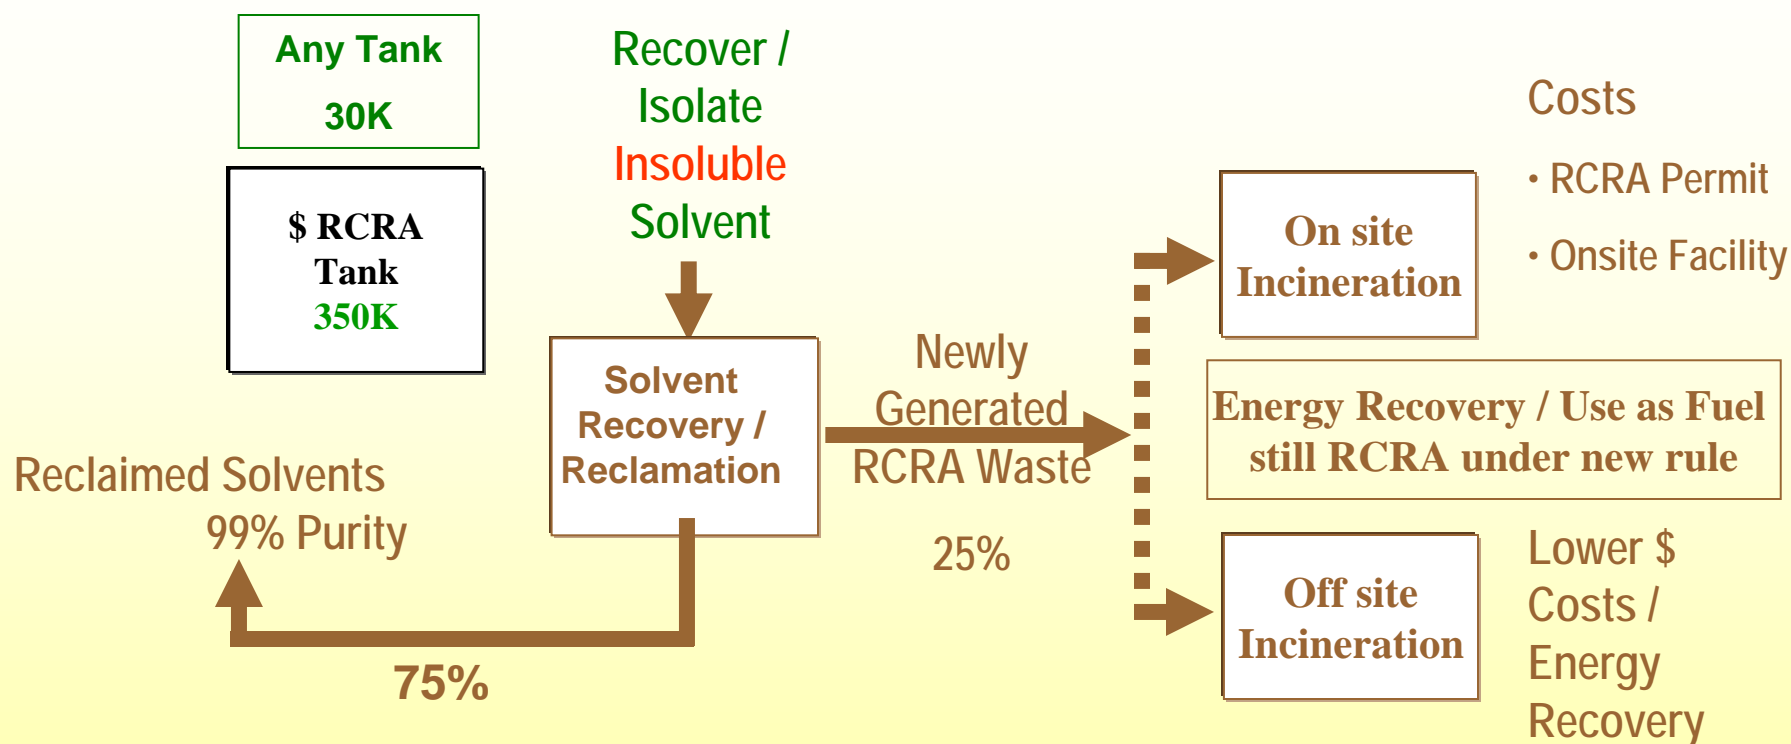 Any Tank
30K
$ RCRA
Tank
350K
Recover /
Isolate
Insoluble
Solvent
Solvent
Recovery /
Reclamation
Reclaimed Solvents
99% Purity
75%
Newly
Generated
RCRA Waste
25%
On site
Incineration
Costs
• RCRA Permit
• Onsite Facility
Energy Recovery / Use as Fuel
still RCRA under new rule
Off site
Incineration
Lower $
Costs /
Energy
Recovery